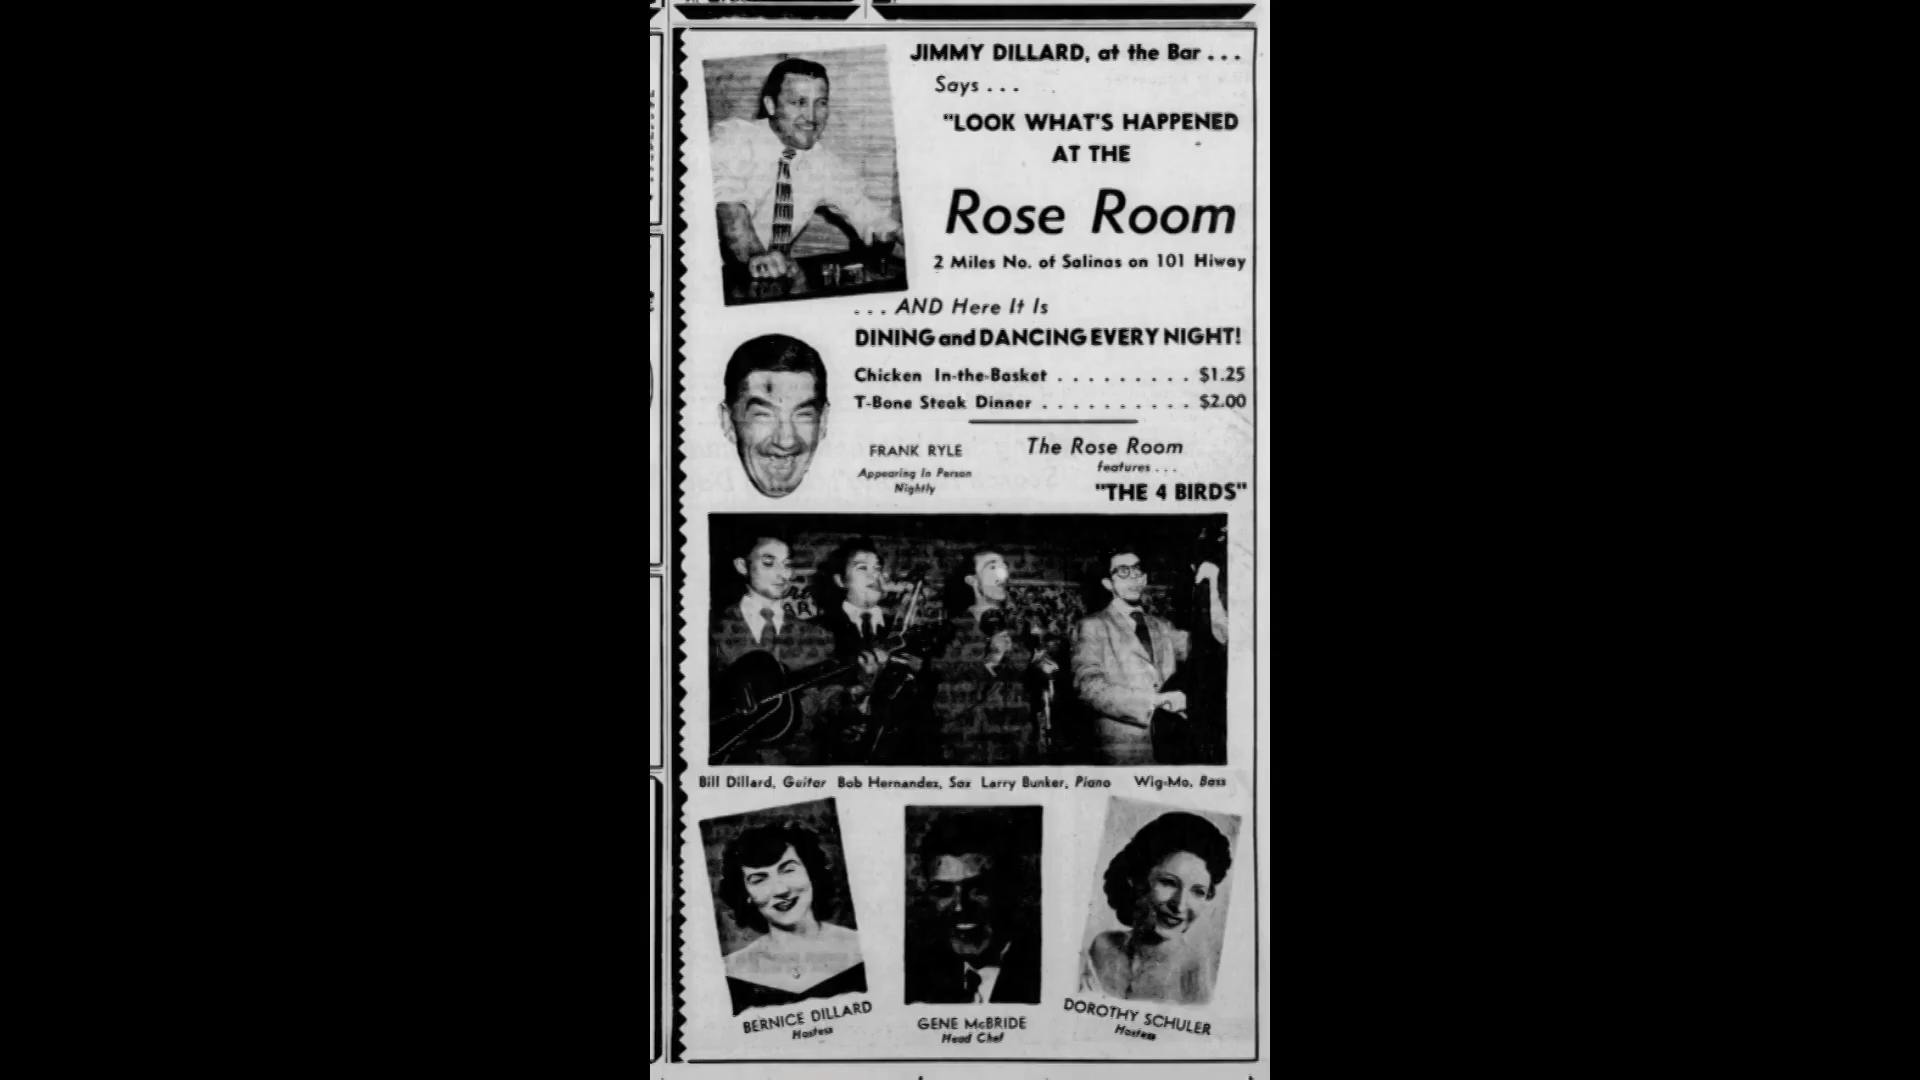 JIMMY DILLARD, at the Bar . . .
Says . . .
"LOOK WHAT'S HAPPENED
AT THE
Rose Room
2 Miles No. of Salinas on 101 Hiway
. . . AND Here It Is
DINING and DANCING EVERY NIGHT!
Chicken In-the-Basket . . . . . . . . . $1.25
T-Bone Steak Dinner . . . . . . . . . . $2.00
FRANK RYLE
Appearing In Person
Nightly
The Rose Room
features . . .
"THE 4 BIRDS"
Bill Dillard, Guitar Bob Hernandez, Sax Larry Bunker, Piano Wig-Mo, Bass
BERNICE DILLARD
Hostess
GENE McBRIDE
Head Chef
DOROTHY SCHULER
Hostess